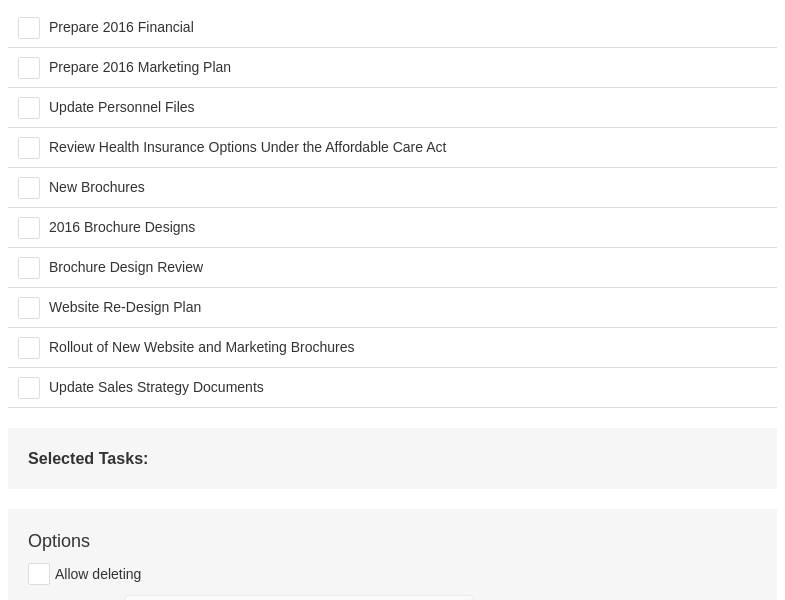 Prepare 2016 Financial
Prepare 2016 Marketing Plan
Update Personnel Files
Review Health Insurance Options Under the Affordable Care Act
New Brochures
2016 Brochure Designs
Brochure Design Review
Website Re-Design Plan
Rollout of New Website and Marketing Brochures
Update Sales Strategy Documents
Selected Tasks:
Options
Allow deleting